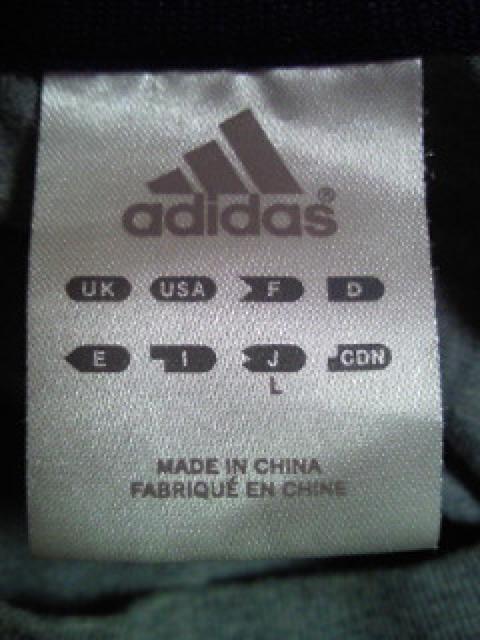 adidas®
UK USA F D
E I J CDN
L
MADE IN CHINA
FABRIQUÉ EN CHINE